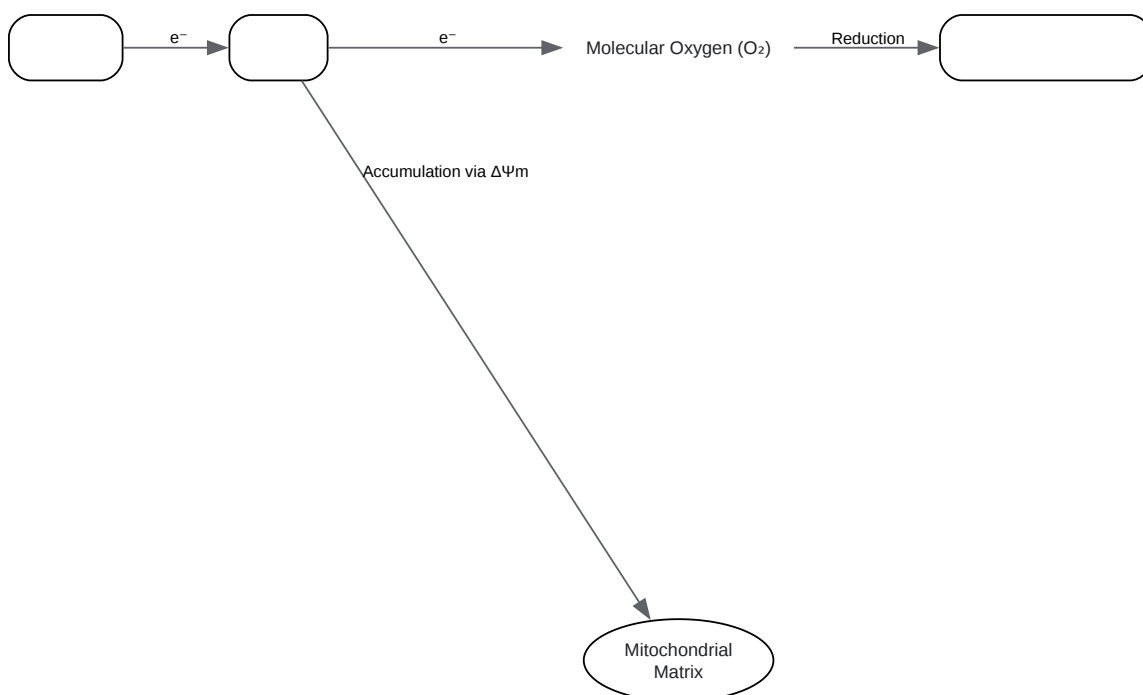 e⁻
e⁻
Molecular Oxygen (O₂)
Reduction
Accumulation via ΔΨm
Mitochondrial
Matrix